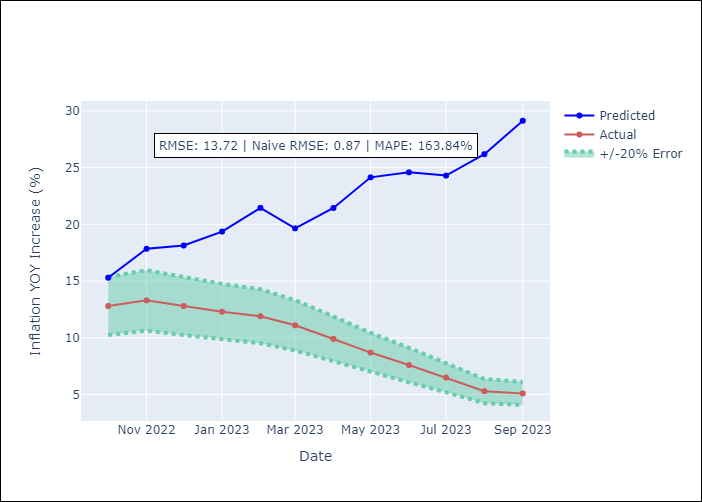 30
25
20
15
10
5
Inflation YOY Increase (%)
RMSE: 13.72 | Naive RMSE: 0.87 | MAPE: 163.84%
Predicted
Actual
+/-20% Error
Nov 2022
Jan 2023
Mar 2023
May 2023
Jul 2023
Sep 2023
Date